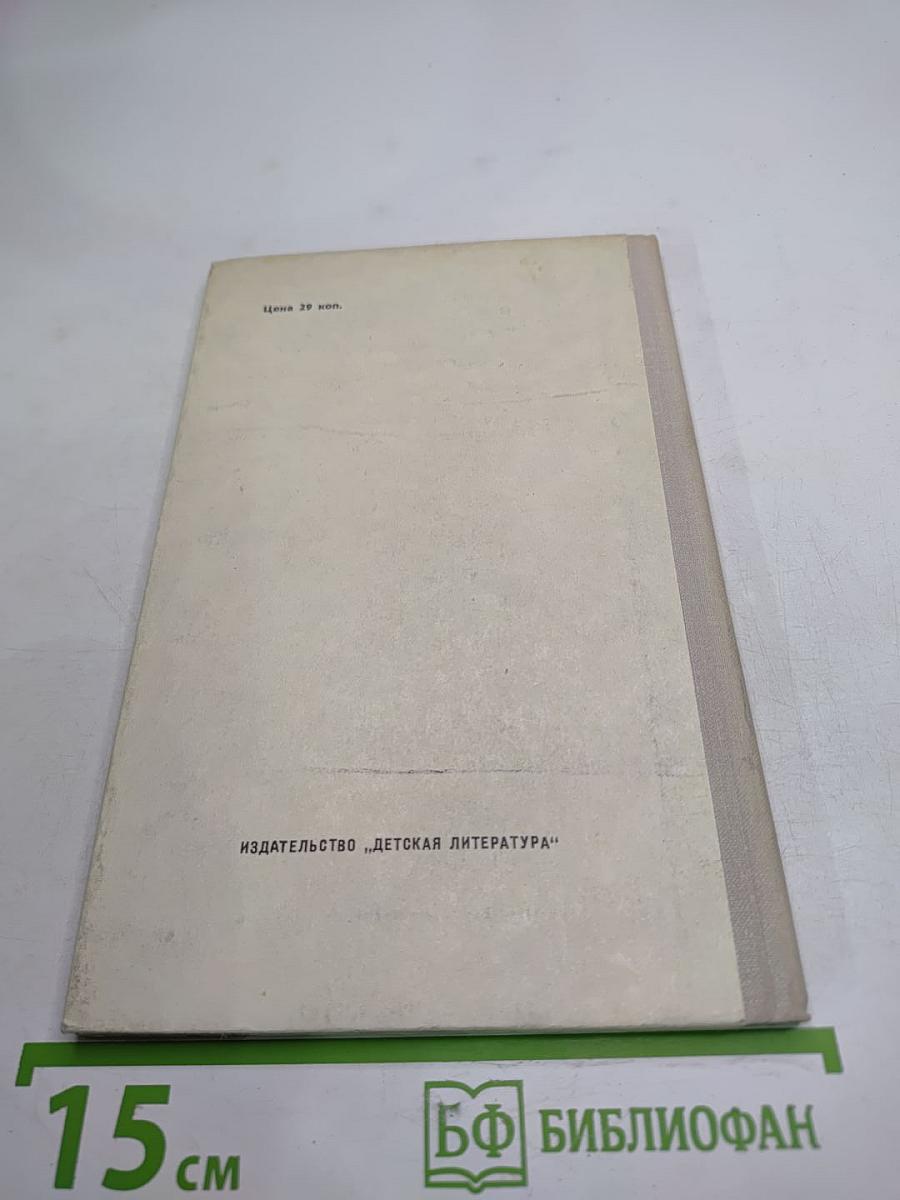 Цена 29 коп.
ИЗДАТЕЛЬСТВО „ДЕТСКАЯ ЛИТЕРАТУРА“
15 см
БФ БИБЛИОФАН